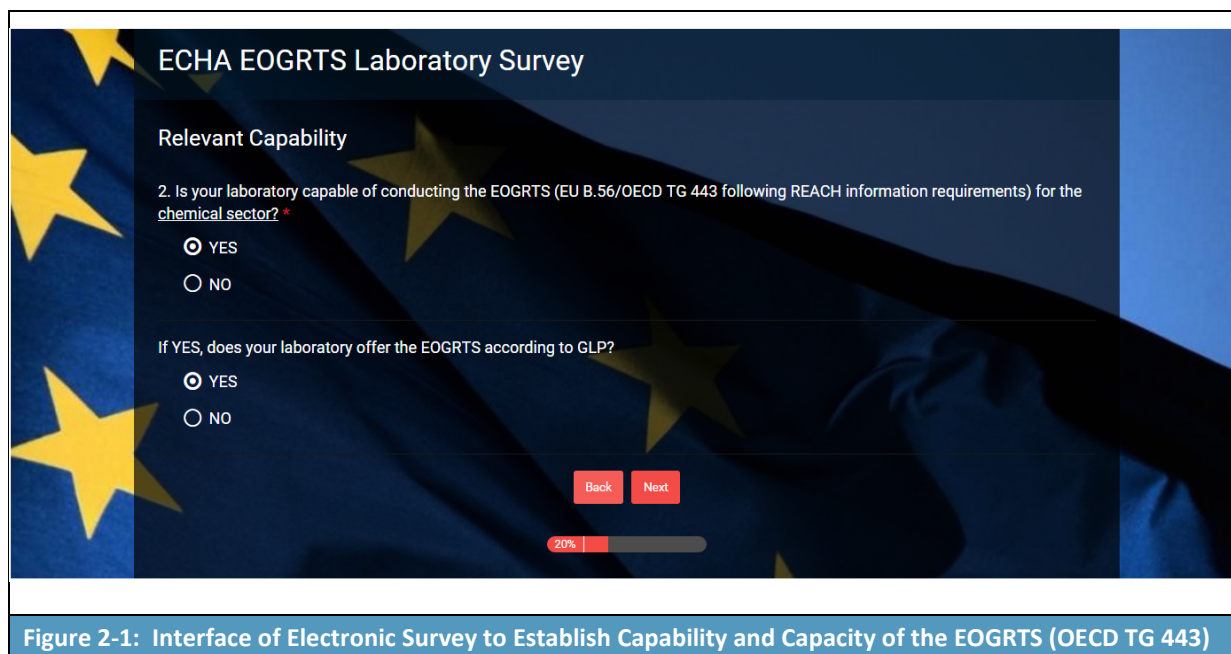 ECHA EOGRTS Laboratory Survey
Relevant Capability
2. Is your laboratory capable of conducting the EOGRTS (EU B.56/OECD TG 443 following REACH information requirements) for the
chemical sector? *
YES
NO
If YES, does your laboratory offer the EOGRTS according to GLP?
YES
NO
Back Next
20%
Figure 2-1: Interface of Electronic Survey to Establish Capability and Capacity of the EOGRTS (OECD TG 443)